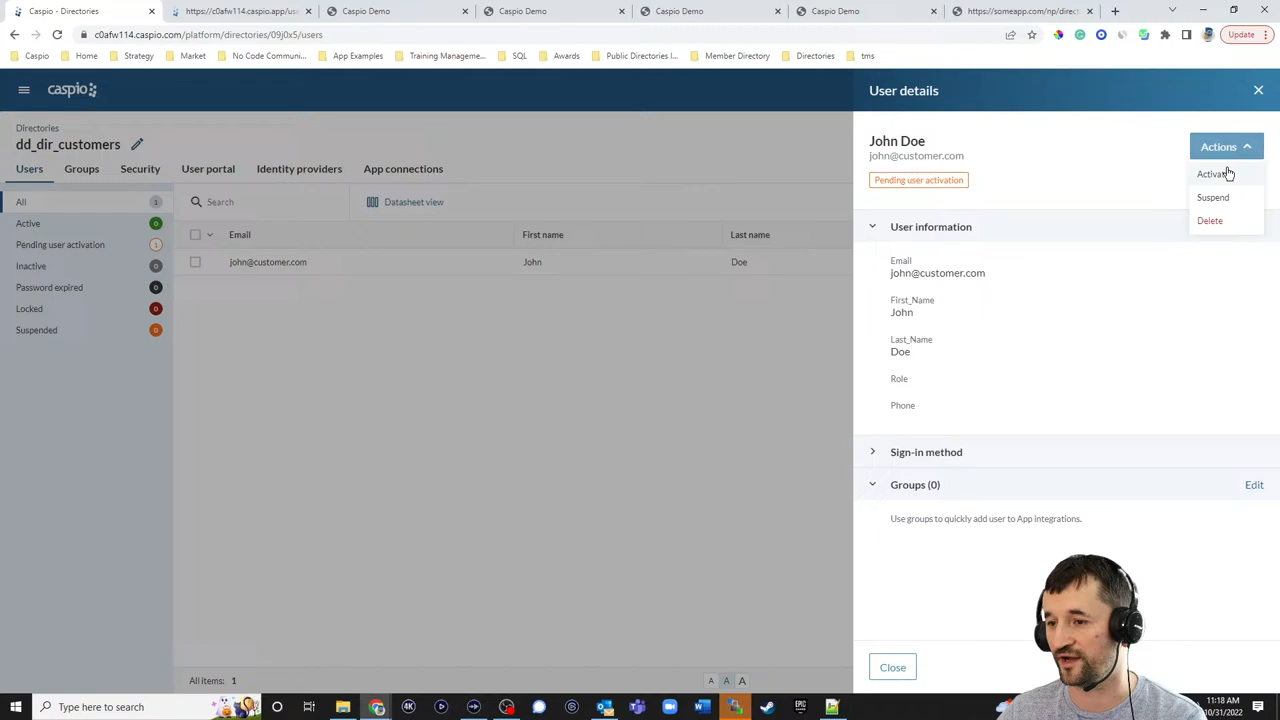 Caspio - Directories
https://c0afw114.caspio.app/use
Caspio Demo
Caspio Demo
Caspio Demo
Caspio Demo
https://someapp.com/np/direct
c0afw114.caspio.com/platform/directories/09j0x5/users
Update
Caspio
Home
Strategy
Market
No Code Communi...
App Examples
Training Manageme...
SQL
Awards
Public Directories I...
Member Directory
Directories
tms
caspio
Directories
dd_dir_customers
Users
Groups
Security
User portal
Identity providers
App connections
All 1
Active 0
Pending user activation 1
Inactive 0
Password expired 0
Locked 0
Suspended 0
Search
Datasheet view
Email
First name
Last name
john@customer.com
John
Doe
All items: 1
A A A
User details
John Doe
john@customer.com
Pending user activation
Actions
Suspend
Delete
User information
Email
john@customer.com
First_Name
John
Last_Name
Doe
Role
Phone
Sign-in method
Groups (0)
Edit
Use groups to quickly add user to App integrations.
Close
Type here to search
11:18 AM
10/31/2022